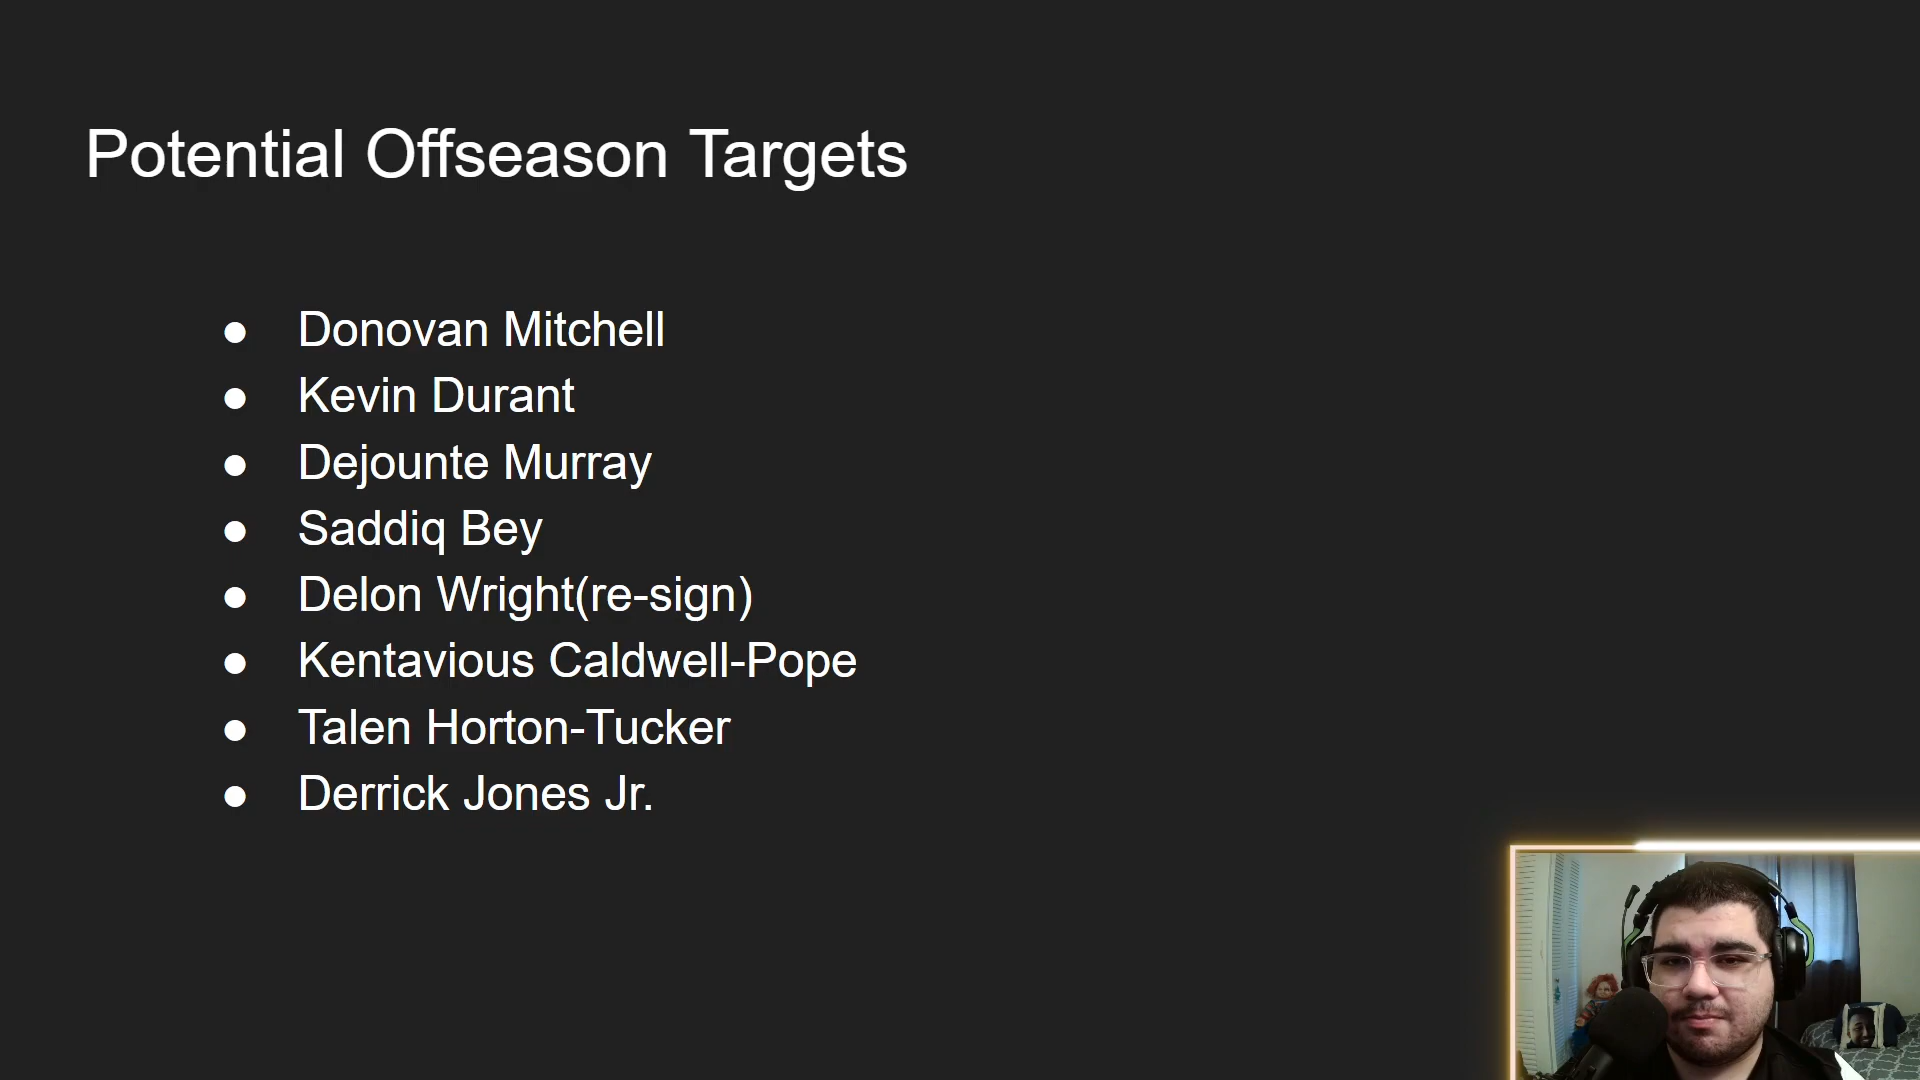 Potential Offseason Targets
● Donovan Mitchell
● Kevin Durant
● Dejounte Murray
● Saddiq Bey
● Delon Wright(re-sign)
● Kentavious Caldwell-Pope
● Talen Horton-Tucker
● Derrick Jones Jr.